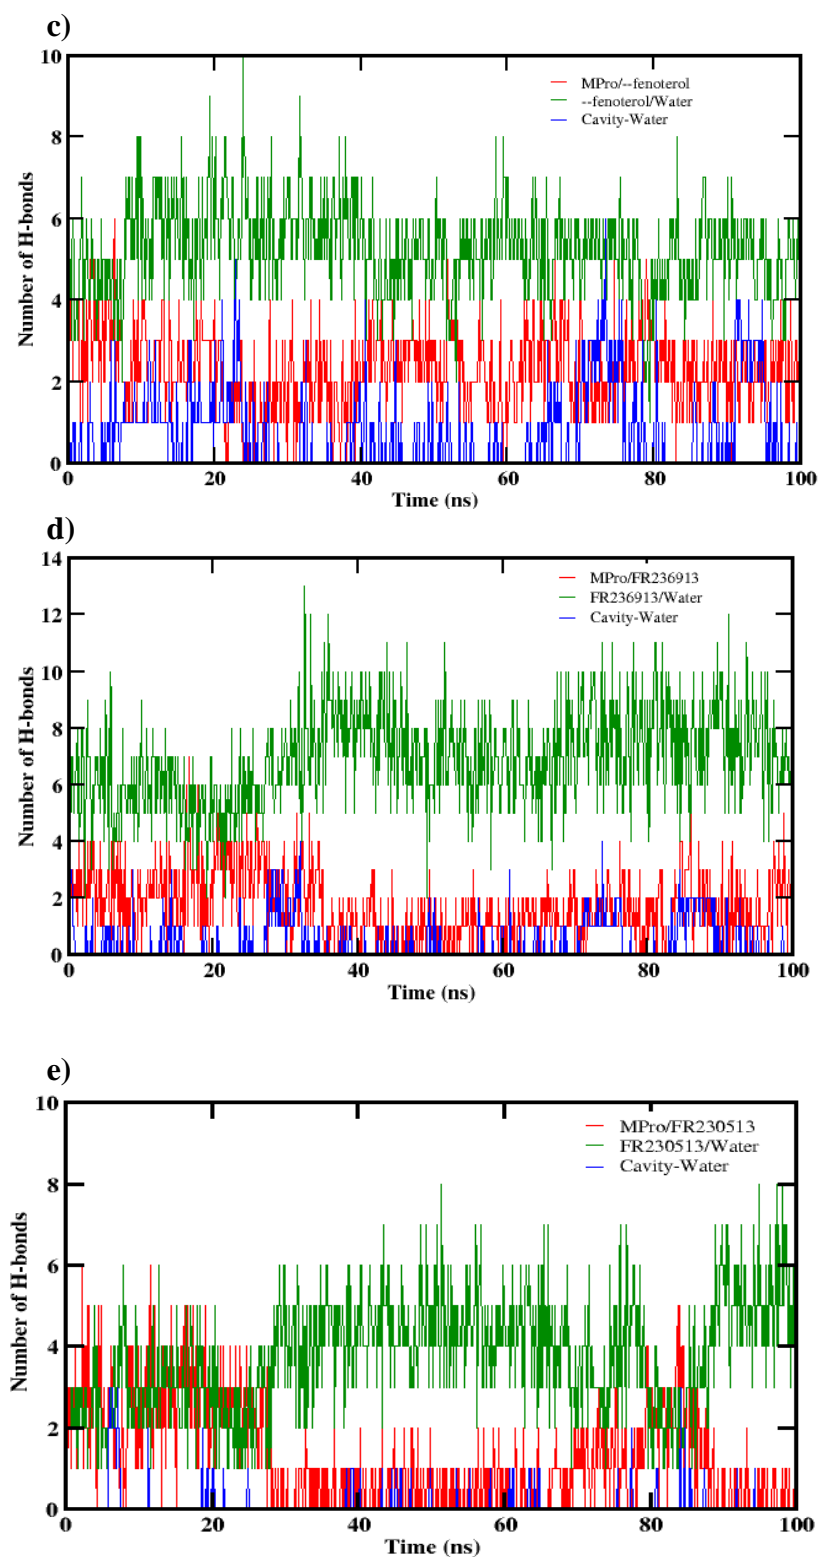 c)
10
8
6
4
2
0
Number of H-bonds
MPro/--fenoterol
--fenoterol/Water
Cavity-Water
0 20 40 60 80 100
Time (ns)
d)
14
12
10
8
6
4
2
0
Number of H-bonds
MPro/FR236913
FR236913/Water
Cavity-Water
0 20 40 60 80 100
Time (ns)
e)
10
8
6
4
2
0
Number of H-bonds
MPro/FR230513
FR230513/Water
Cavity-Water
0 20 40 60 80 100
Time (ns)